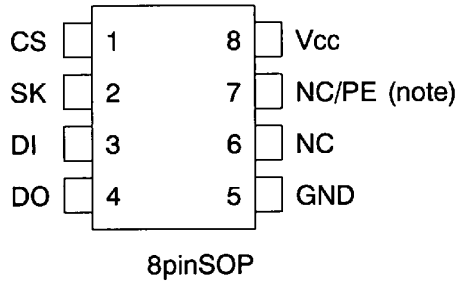 CS 1 8 Vcc
SK 2 7 NC/PE (note)
DI 3 6 NC
DO 4 5 GND
8pinSOP